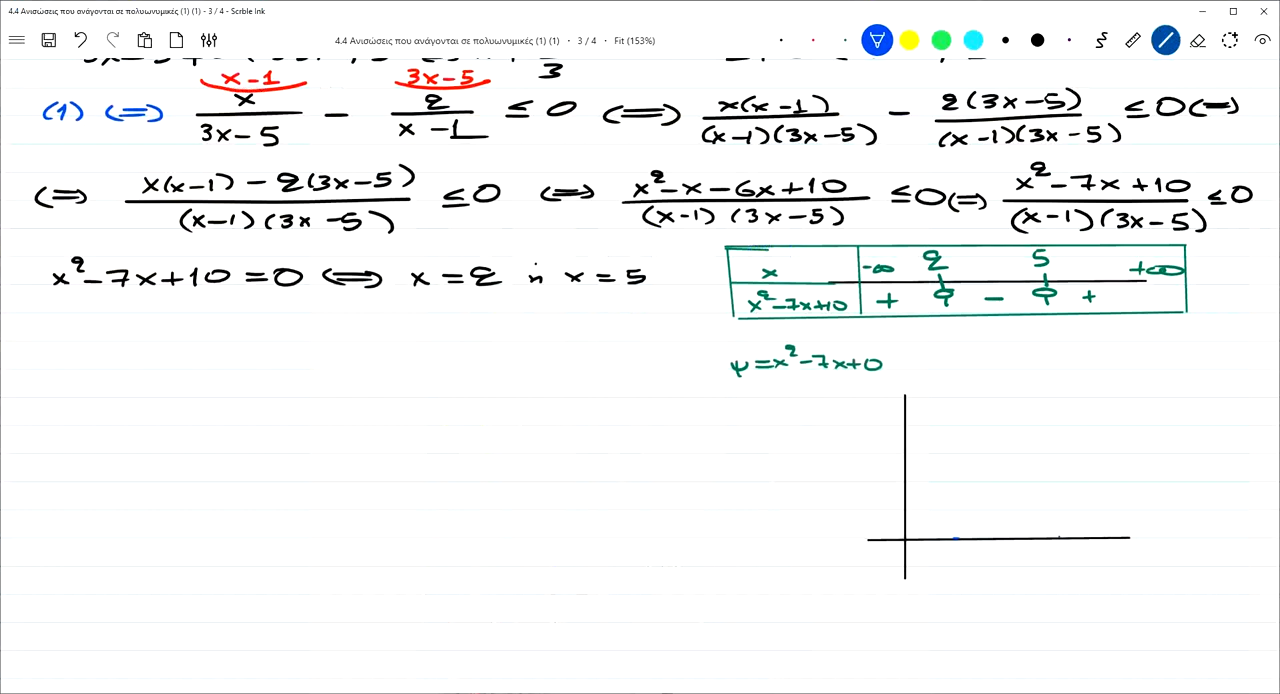 4.4 Ανισώσεις που ανάγονται σε πολυωνυμικές (1) (1) - 3 / 4 - Scrble Ink
4.4 Ανισώσεις που ανάγονται σε πολυωνυμικές (1) (1) • 3 / 4 • Fit (153%)
3
x-1 3x-5
(1) ⟺ x/(3x-5) - 2/(x-1) ≤ 0 ⟺ x(x-1)/((x-1)(3x-5)) - 2(3x-5)/((x-1)(3x-5)) ≤ 0 ⟺
⟺ (x(x-1)-2(3x-5))/((x-1)(3x-5)) ≤ 0 ⟺ (x²-x-6x+10)/((x-1)(3x-5)) ≤ 0 ⟺ (x²-7x+10)/((x-1)(3x-5)) ≤ 0
x²-7x+10=0 ⟺ x=2 ή x=5
x -∞ 2 5 +∞
x²-7x+10 + - +
ψ=x²-7x+0